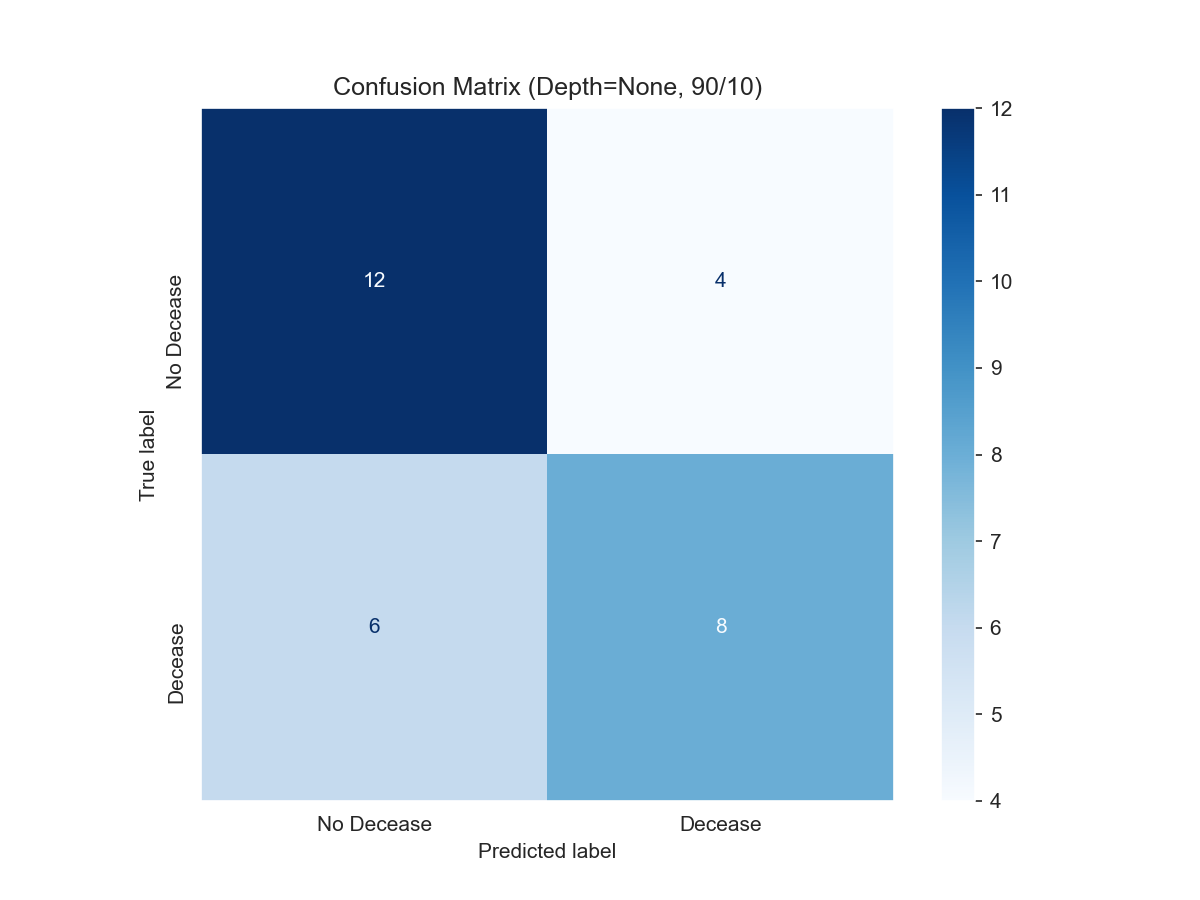 Confusion Matrix (Depth=None, 90/10)
True label
No Decease
Decease
12
4
6
8
No Decease
Decease
Predicted label
12
11
10
9
8
7
6
5
4